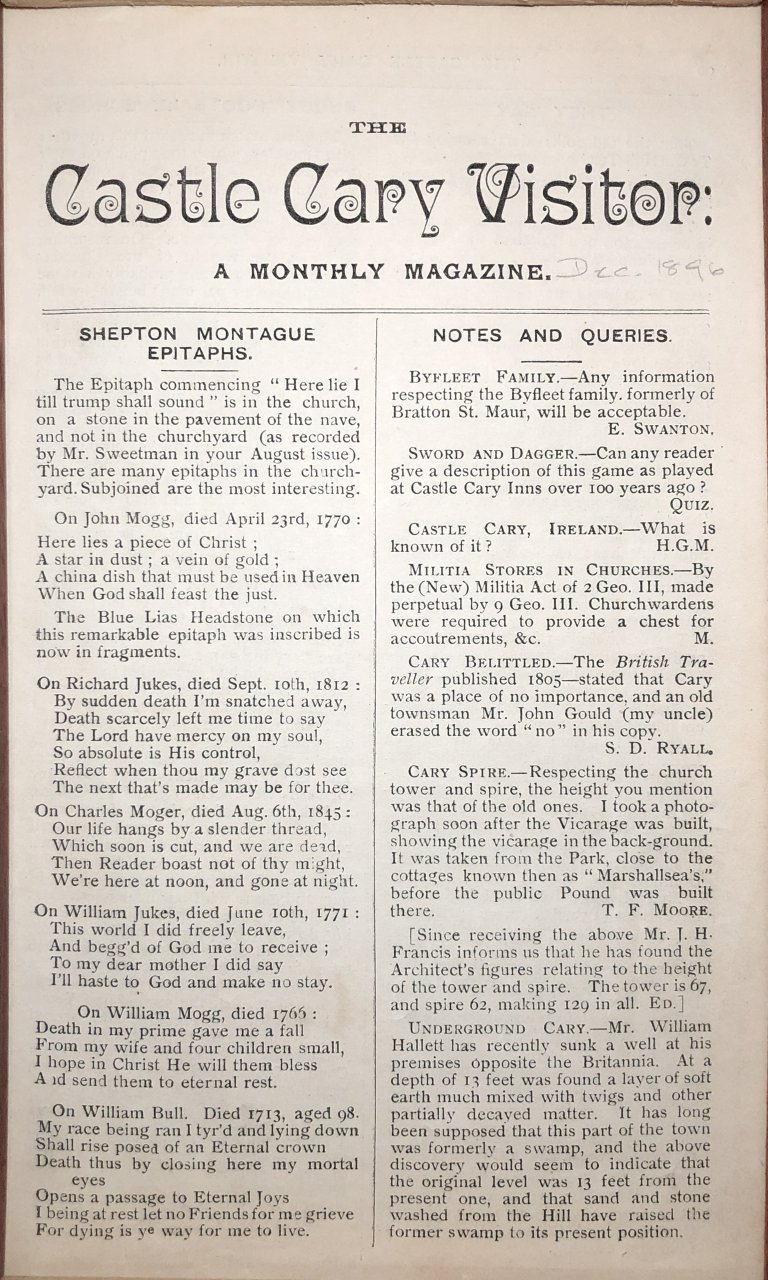 THE
Castle Cary Visitor:
A MONTHLY MAGAZINE. Dec. 1896
SHEPTON MONTAGUE
EPITAPHS.
The Epitaph commencing " Here lie I
till trump shall sound " is in the church,
on a stone in the pavement of the nave,
and not in the churchyard (as recorded
by Mr. Sweetman in your August issue).
There are many epitaphs in the church-
yard. Subjoined are the most interesting.
On John Mogg, died April 23rd, 1770 :
Here lies a piece of Christ ;
A star in dust ; a vein of gold ;
A china dish that must be used in Heaven
When God shall feast the just.
The Blue Lias Headstone on which
this remarkable epitaph was inscribed is
now in fragments.
On Richard Jukes, died Sept. 10th, 1812 :
By sudden death I'm snatched away,
Death scarcely left me time to say
The Lord have mercy on my soul,
So absolute is His control,
Reflect when thou my grave dost see
The next that's made may be for thee.
On Charles Moger, died Aug. 6th, 1845 :
Our life hangs by a slender thread,
Which soon is cut, and we are dead,
Then Reader boast not of thy might,
We're here at noon, and gone at night.
On William Jukes, died June 10th, 1771 :
This world I did freely leave,
And begg'd of God me to receive ;
To my dear mother I did say
I'll haste to God and make no stay.
On William Mogg, died 1766 :
Death in my prime gave me a fall
From my wife and four children small,
I hope in Christ He will them bless
A id send them to eternal rest.
On William Bull. Died 1713, aged 98.
My race being ran I tyr'd and lying down
Shall rise posed of an Eternal crown
Death thus by closing here my mortal
eyes
Opens a passage to Eternal Joys
I being at rest let no Friends for me grieve
For dying is ye way for me to live.
NOTES AND QUERIES.
BYFLEET FAMILY.—Any information
respecting the Byfleet family. formerly of
Bratton St. Maur, will be acceptable.
E. SWANTON.
SWORD AND DAGGER.—Can any reader
give a description of this game as played
at Castle Cary Inns over 100 years ago ?
QUIZ.
CASTLE CARY, IRELAND.—What is
known of it ? H.G.M.
MILITIA STORES IN CHURCHES.—By
the (New) Militia Act of 2 Geo. III, made
perpetual by 9 Geo. III. Churchwardens
were required to provide a chest for
accoutrements, &c. M.
CARY BELITTLED.—The British Tra-
veller published 1805—stated that Cary
was a place of no importance, and an old
townsman Mr. John Gould (my uncle)
erased the word " no " in his copy.
S. D. RYALL.
CARY SPIRE.—Respecting the church
tower and spire, the height you mention
was that of the old ones. I took a photo-
graph soon after the Vicarage was built,
showing the vicarage in the back-ground.
It was taken from the Park, close to the
cottages known then as " Marshallsea's,"
before the public Pound was built
there. T. F. MOORE.
[Since receiving the above Mr. J. H.
Francis informs us that he has found the
Architect's figures relating to the height
of the tower and spire. The tower is 67,
and spire 62, making 129 in all. ED.]
UNDERGROUND CARY.—Mr. William
Hallett has recently sunk a well at his
premises opposite the Britannia. At a
depth of 13 feet was found a layer of soft
earth much mixed with twigs and other
partially decayed matter. It has long
been supposed that this part of the town
was formerly a swamp, and the above
discovery would seem to indicate that
the original level was 13 feet from the
present one, and that sand and stone
washed from the Hill have raised the
former swamp to its present position.